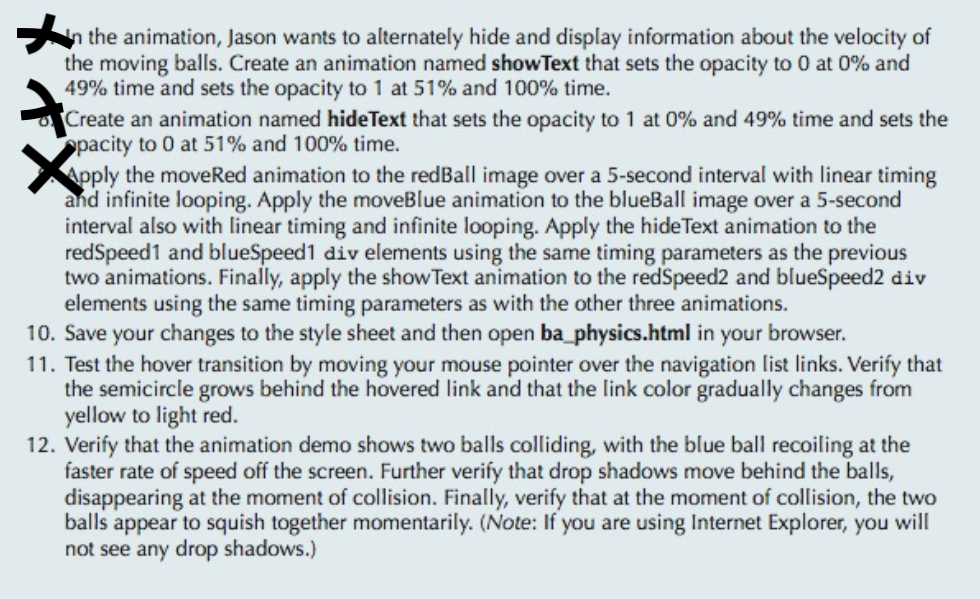 In the animation, Jason wants to alternately hide and display information about the velocity of
the moving balls. Create an animation named showText that sets the opacity to 0 at 0% and
49% time and sets the opacity to 1 at 51% and 100% time.
Create an animation named hideText that sets the opacity to 1 at 0% and 49% time and sets the
opacity to 0 at 51% and 100% time.
Apply the moveRed animation to the redBall image over a 5-second interval with linear timing
and infinite looping. Apply the moveBlue animation to the blueBall image over a 5-second
interval also with linear timing and infinite looping. Apply the hideText animation to the
redSpeed1 and blueSpeed1 div elements using the same timing parameters as the previous
two animations. Finally, apply the showText animation to the redSpeed2 and blueSpeed2 div
elements using the same timing parameters as with the other three animations.
10. Save your changes to the style sheet and then open ba_physics.html in your browser.
11. Test the hover transition by moving your mouse pointer over the navigation list links. Verify that
the semicircle grows behind the hovered link and that the link color gradually changes from
yellow to light red.
12. Verify that the animation demo shows two balls colliding, with the blue ball recoiling at the
faster rate of speed off the screen. Further verify that drop shadows move behind the balls,
disappearing at the moment of collision. Finally, verify that at the moment of collision, the two
balls appear to squish together momentarily. (Note: If you are using Internet Explorer, you will
not see any drop shadows.)